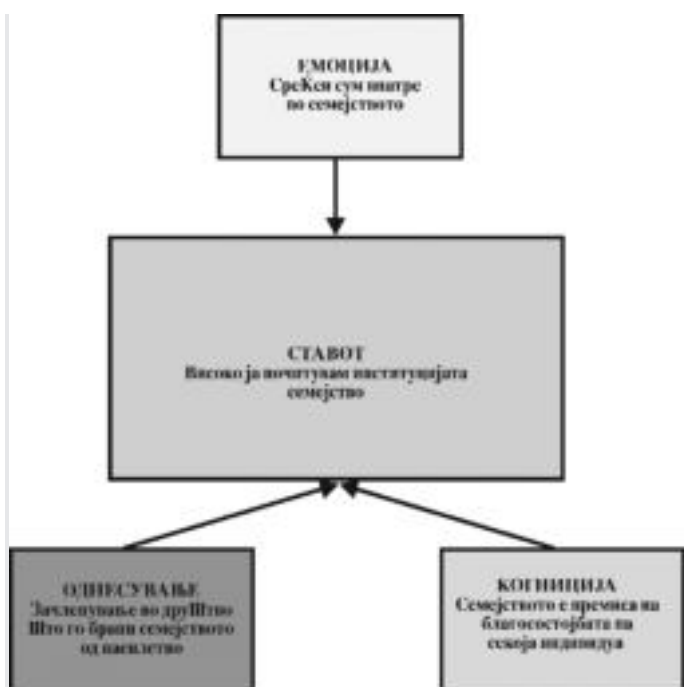 ЕМОЦИЈА
СреЌен сум внатре
во семејството
СТАВОТ
Високо ја почитувам институцијата
семејство
ОДНЕСУВАЊЕ
Зачленување во друШтво
Што го брани семејството
од насилство
КОГНИЦИЈА
Семејството е премиса на
благосостојбата на
секоја индивидуа